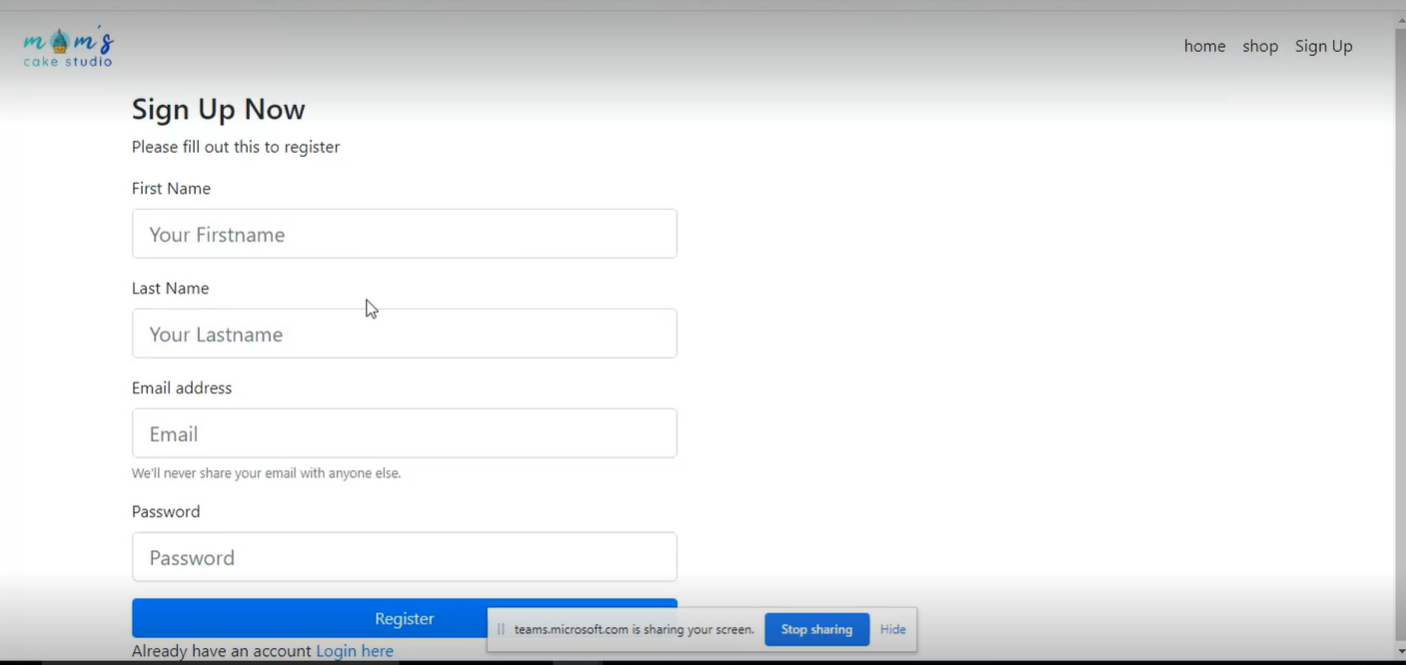 mom's
cake studio
home shop Sign Up
Sign Up Now
Please fill out this to register
First Name
Your Firstname
Last Name
Your Lastname
Email address
Email
We'll never share your email with anyone else.
Password
Password
Register
teams.microsoft.com is sharing your screen. Stop sharing Hide
Already have an account Login here